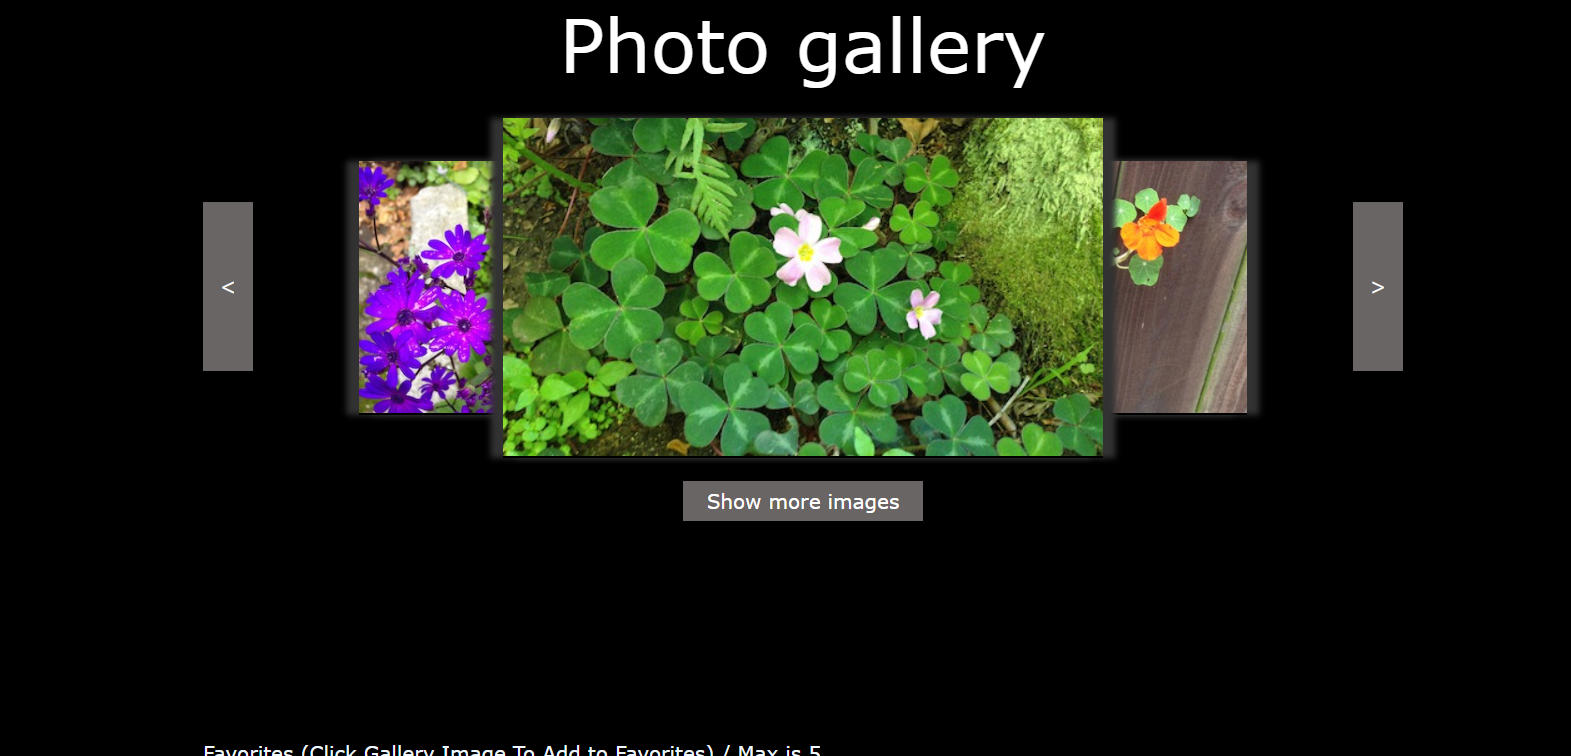 Photo gallery
<
>
Show more images
Favorites (Click Gallery Image To Add to Favorites) / Max is 5